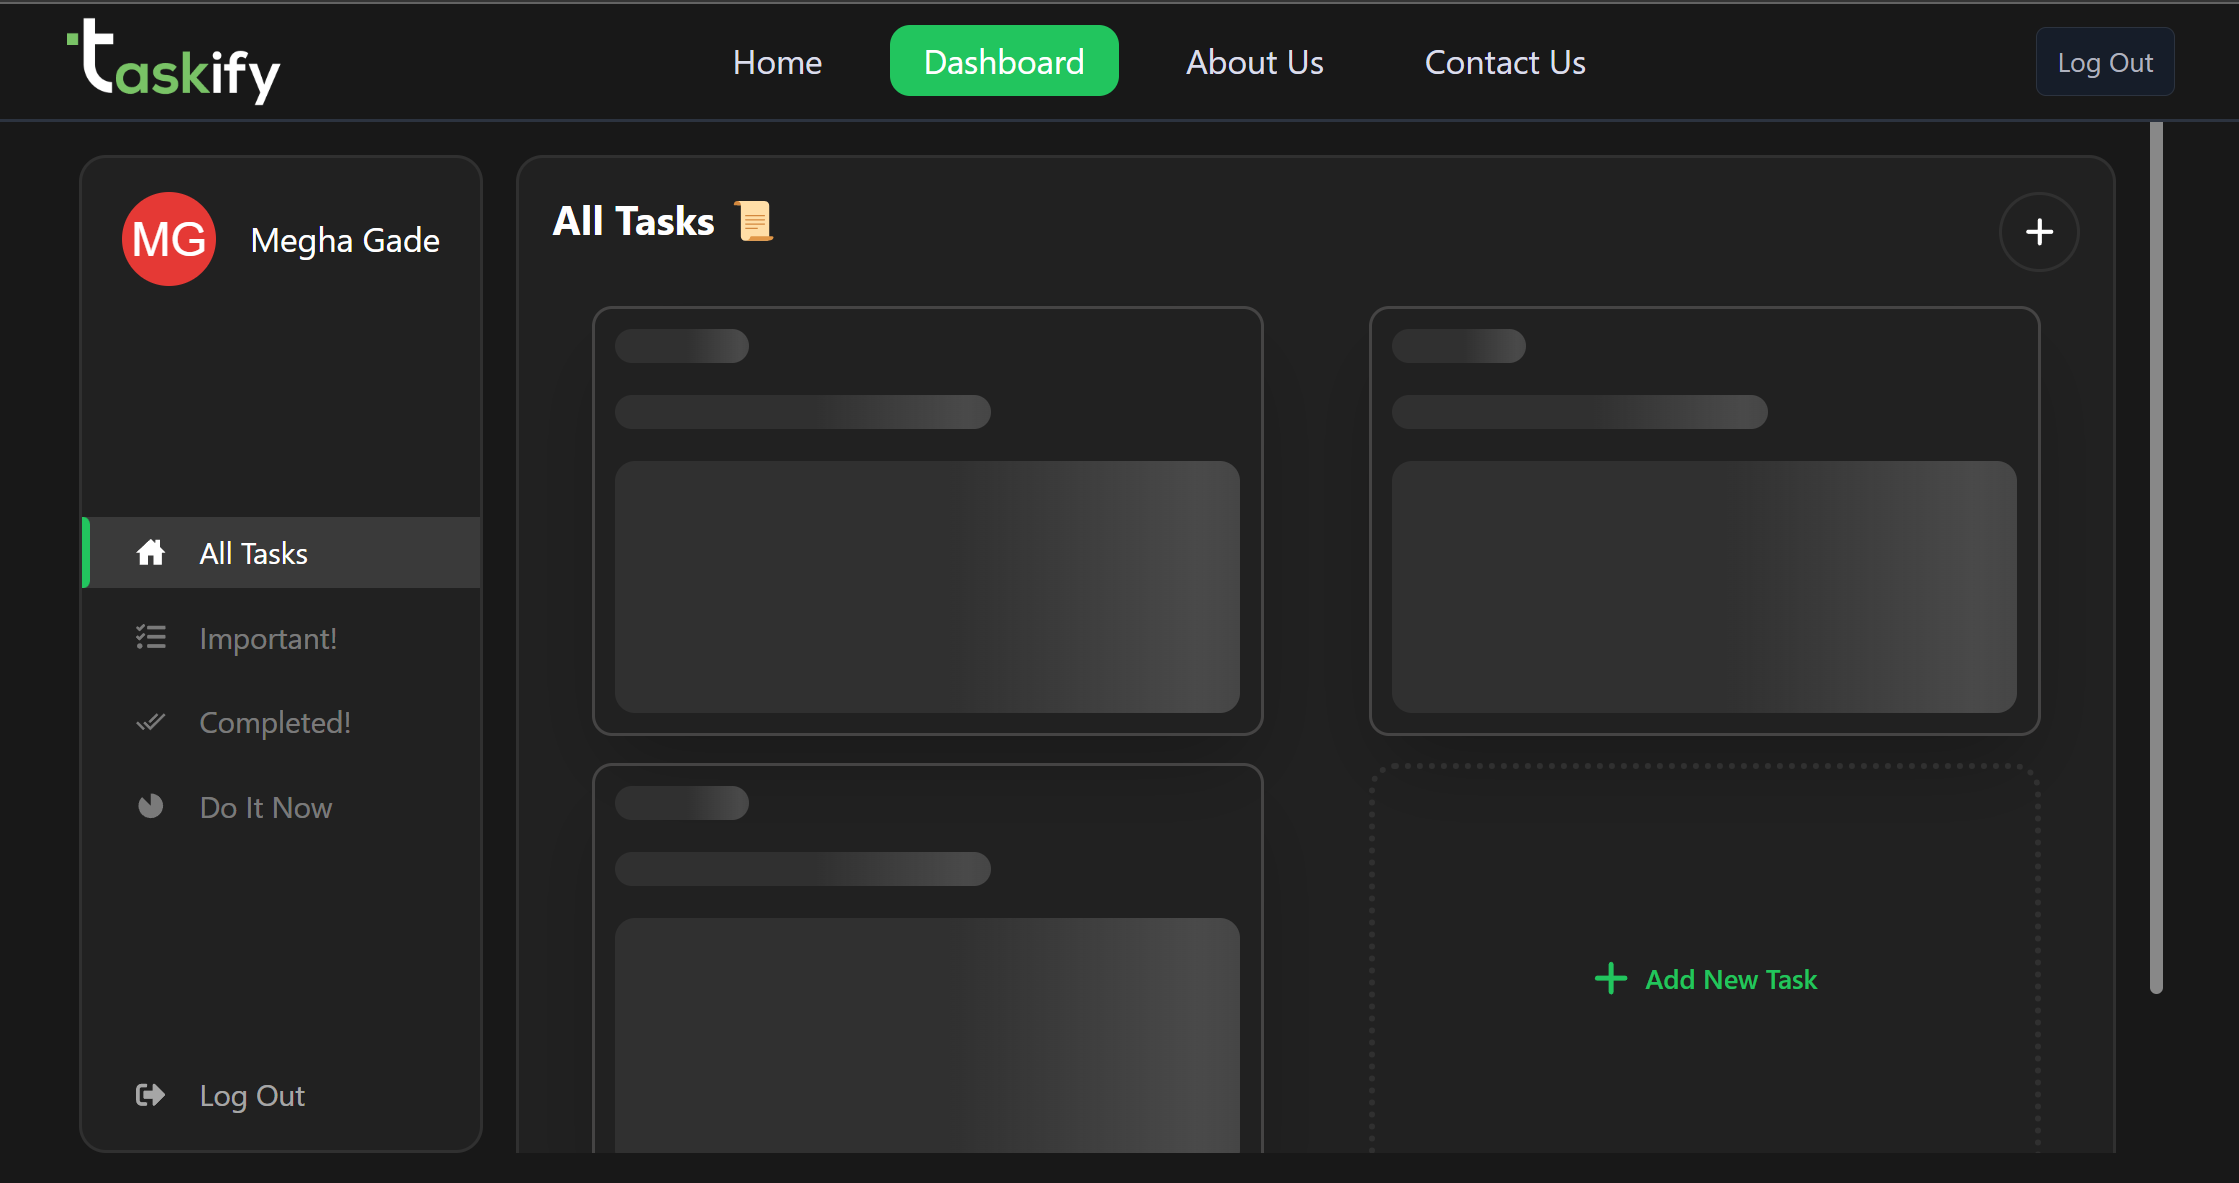 taskify
Home
Dashboard
About Us
Contact Us
Log Out
MG
Megha Gade
All Tasks
Important!
Completed!
Do It Now
Log Out
All Tasks 📜
Add New Task